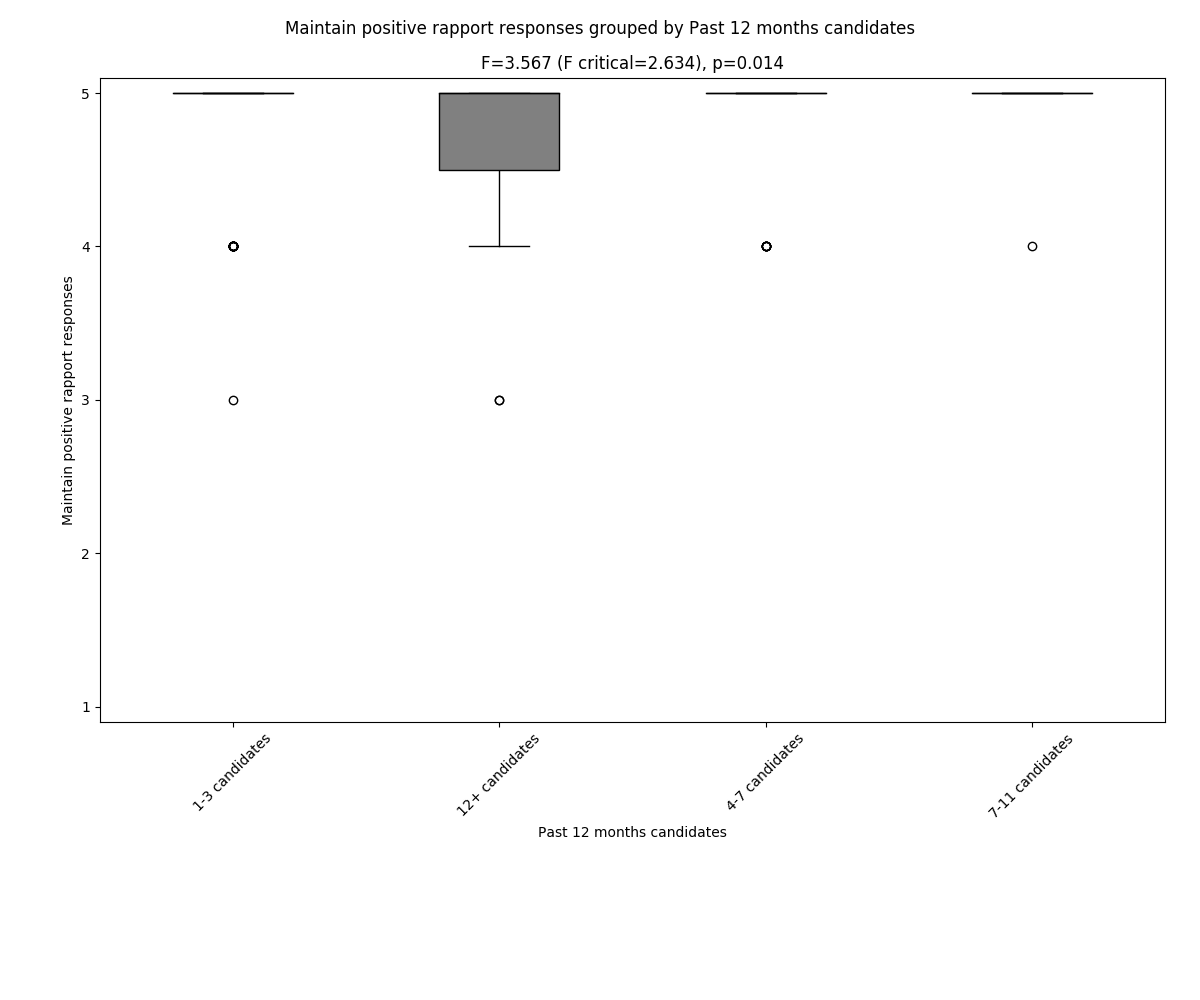 Maintain positive rapport responses grouped by Past 12 months candidates
F=3.567 (F critical=2.634), p=0.014
5
4
3
2
1
Maintain positive rapport responses
1-3 candidates
12+ candidates
4-7 candidates
7-11 candidates
Past 12 months candidates